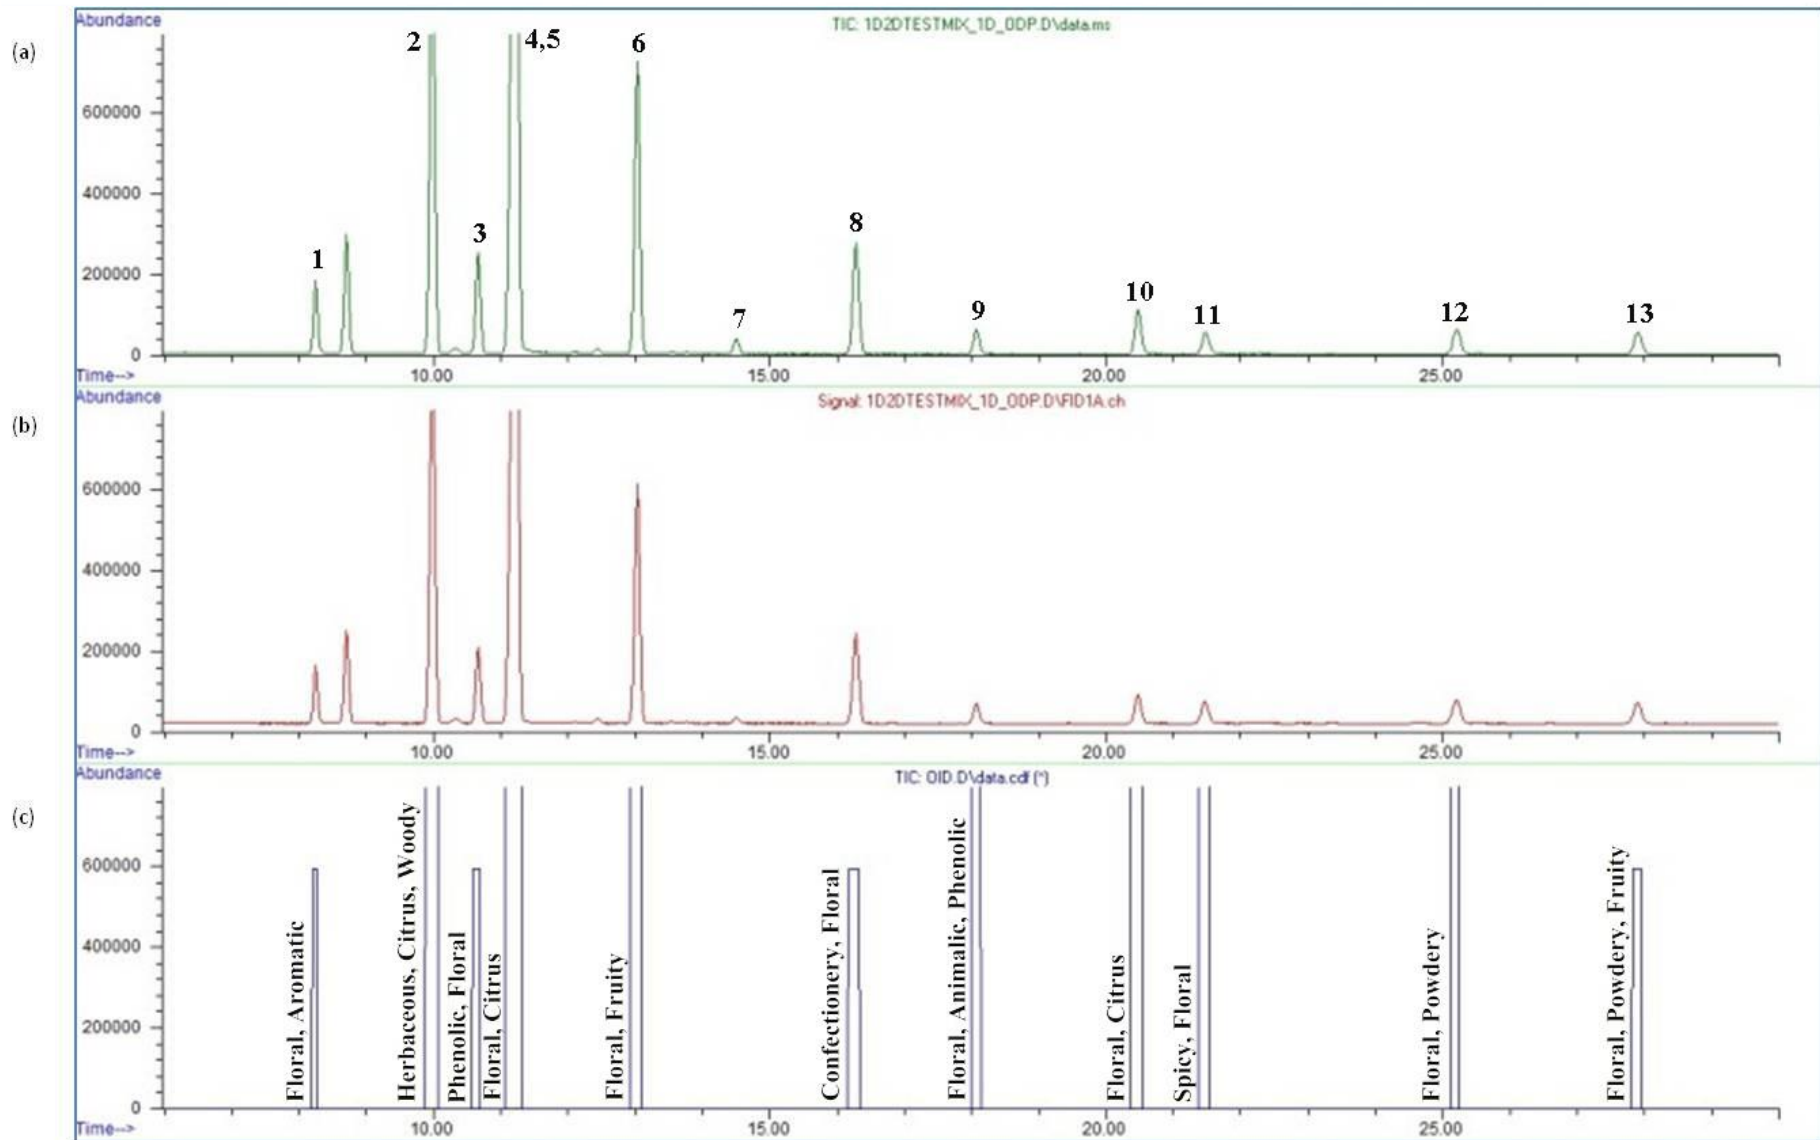 (a)
Abundance
TIC: 1D2DTESTMIX_1D_ODP.D\data.ms
2
4,5
6
600000
400000
1
3
8
200000
7
9
10
11
12
13
0
Time-->
10.00
15.00
20.00
25.00
(b)
Abundance
Signal: 1D2DTESTMIX_1D_ODP.D\FID1A.ch
600000
400000
200000
0
Time-->
10.00
15.00
20.00
25.00
(c)
Abundance
TIC: OID.D\data.cdf (*)
600000
400000
200000
0
Floral, Aromatic
Herbaceous, Citrus, Woody
Phenolic, Floral
Floral, Citrus
Floral, Fruity
Confectionery, Floral
Floral, Animalic, Phenolic
Floral, Citrus
Spicy, Floral
Floral, Powdery
Floral, Powdery, Fruity
Time-->
10.00
15.00
20.00
25.00